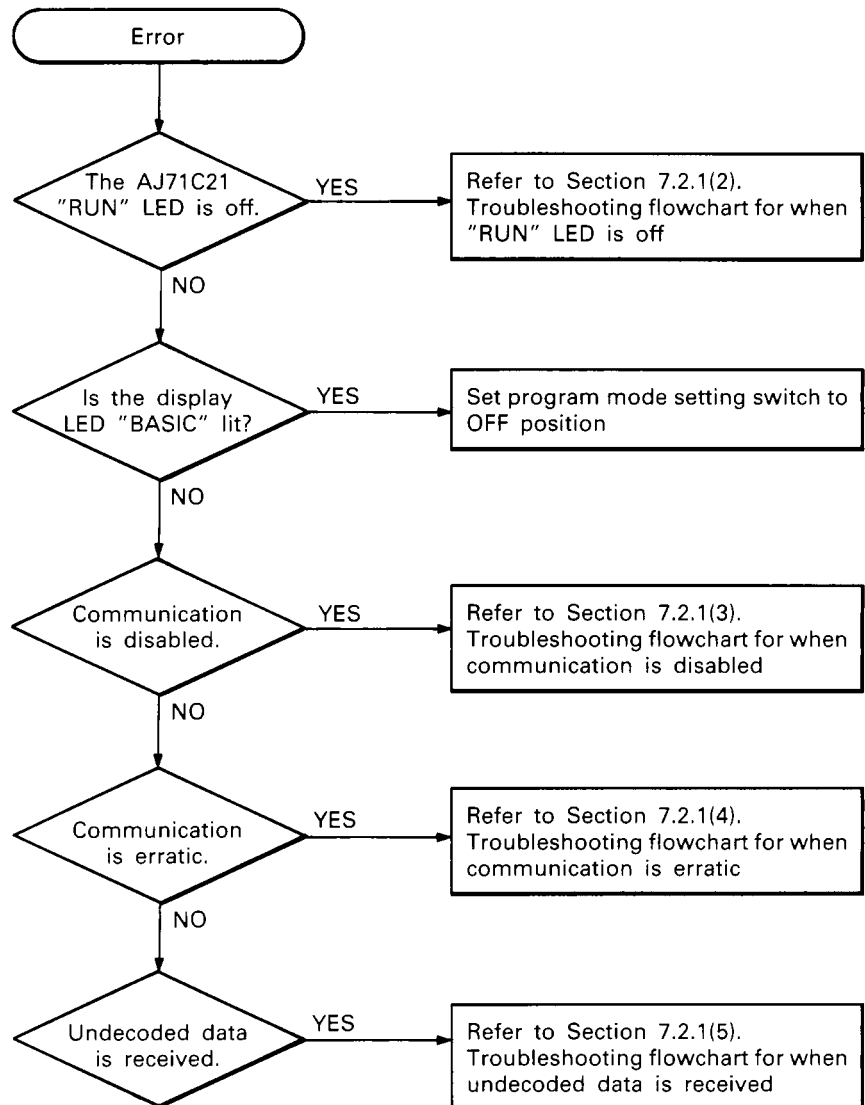 Error
The AJ71C21
"RUN" LED is off.
YES
Refer to Section 7.2.1(2).
Troubleshooting flowchart for when
"RUN" LED is off
NO
Is the display
LED "BASIC" lit?
YES
Set program mode setting switch to
OFF position
NO
Communication
is disabled.
YES
Refer to Section 7.2.1(3).
Troubleshooting flowchart for when
communication is disabled
NO
Communication
is erratic.
YES
Refer to Section 7.2.1(4).
Troubleshooting flowchart for when
communication is erratic
NO
Undecoded data
is received.
YES
Refer to Section 7.2.1(5).
Troubleshooting flowchart for when
undecoded data is received